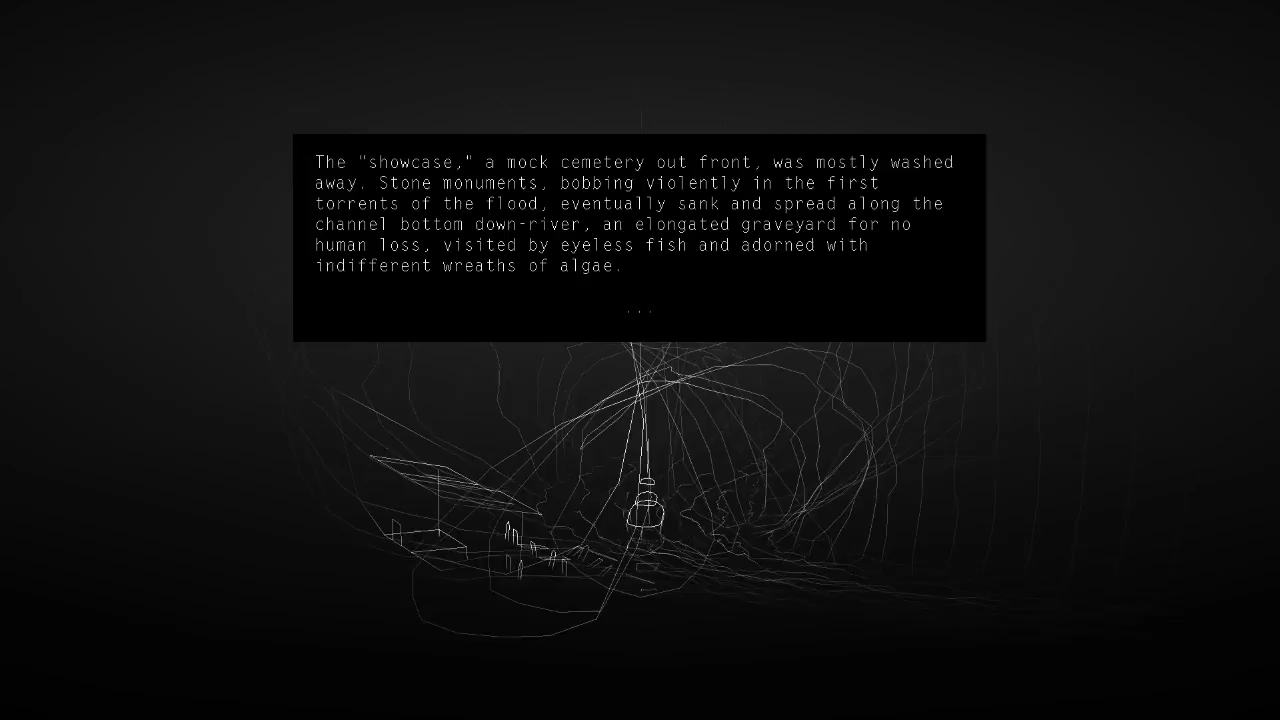 The "showcase," a mock cemetery out front, was mostly washed
away. Stone monuments, bobbing violently in the first
torrents of the flood, eventually sank and spread along the
channel bottom down-river, an elongated graveyard for no
human loss, visited by eyeless fish and adorned with
indifferent wreaths of algae.
...